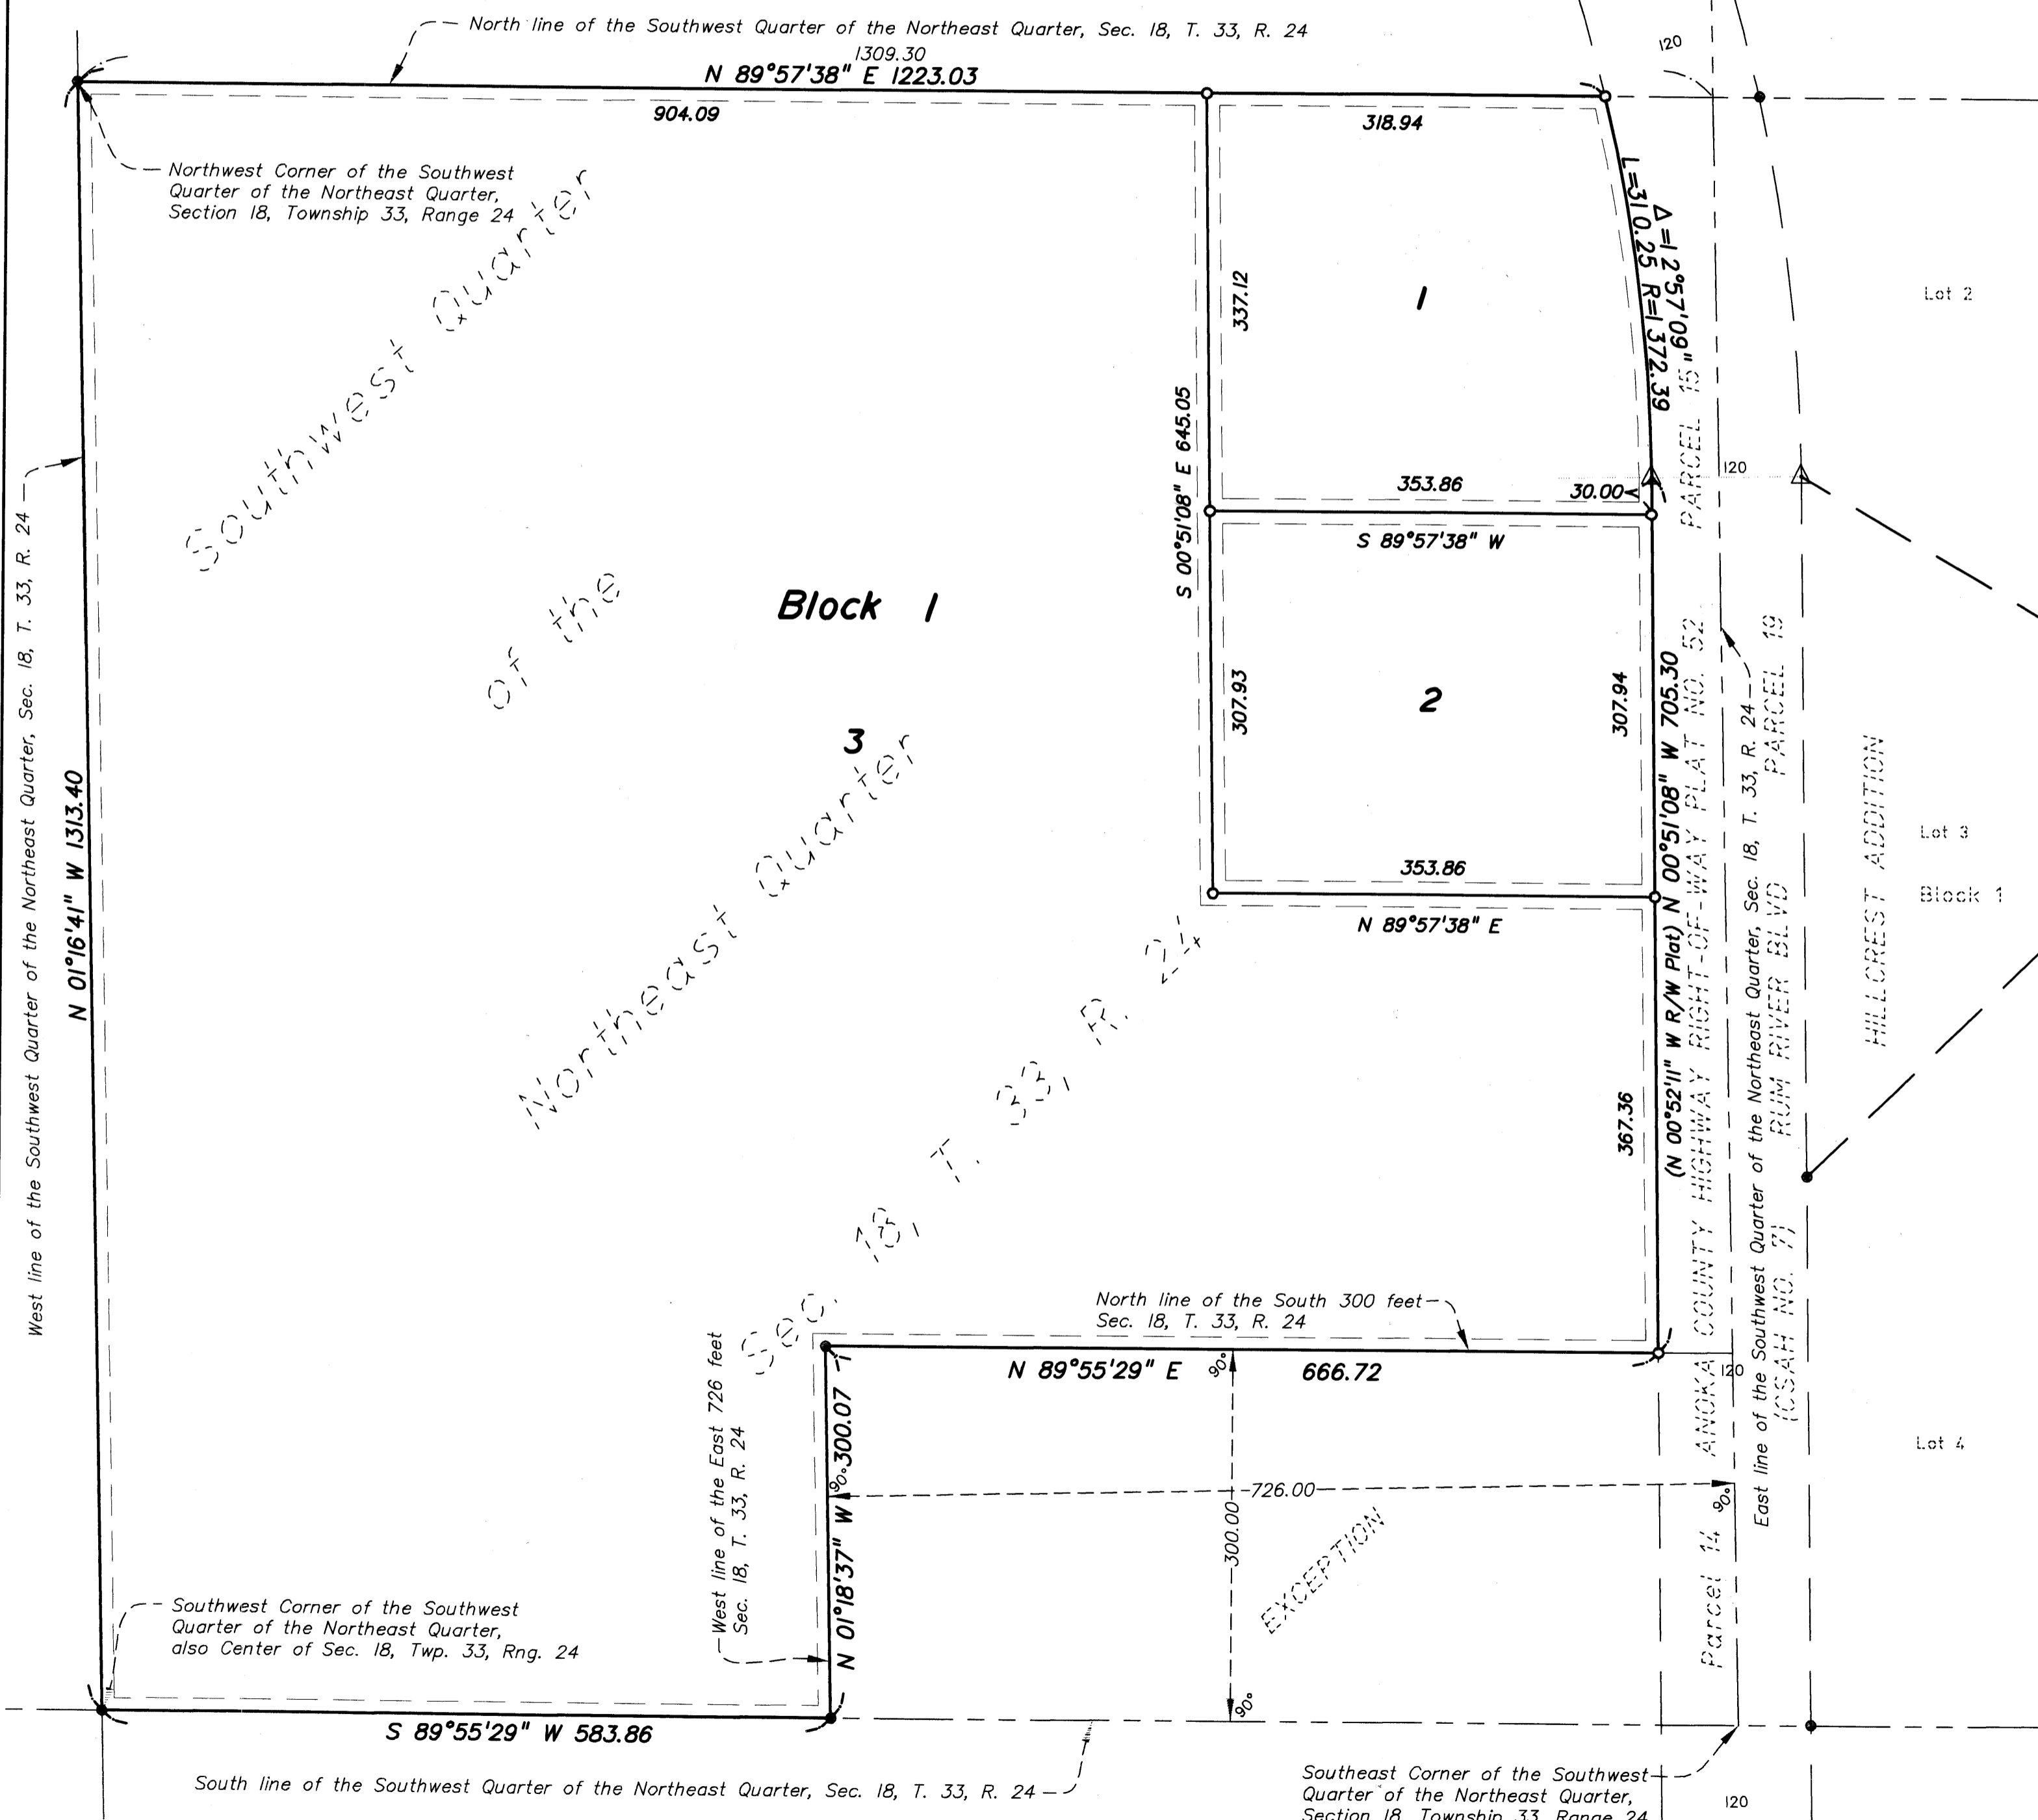 North line of the Southwest Quarter of the Northeast Quarter, Sec. 18, T. 33, R. 24
1309.30
N 89°57'38" E 1223.03
904.09
318.94
120
Northwest Corner of the Southwest
Quarter of the Northeast Quarter,
Section 18, Township 33, Range 24
Southwest Quarter
of the
Northeast Quarter
Sec. 18, T. 33, R. 24
West line of the Southwest Quarter of the Northeast Quarter, Sec. 18, T. 33, R. 24
N 01°16'41" W 1313.40
Block 1
3
S 00°51'08" E 645.05
337.12
1
Δ=12°57'09"
L=310.25 R=1372.39
353.86
30.00
S 89°57'38" W
120
307.93
2
307.94
353.86
N 89°57'38" E
367.36
(N 00°52'11" W R/W Plat) N 00°51'08" W 705.30
ANOKA COUNTY HIGHWAY RIGHT-OF-WAY PLAT NO. 52
PARCEL 15
East line of the Southwest Quarter of the Northeast Quarter, Sec. 18, T. 33, R. 24
RUM RIVER BLVD
PARCEL 19
(CSAH NO. 7)
HILLCREST ADDITION
Lot 2
Lot 3
Block 1
Lot 4
North line of the South 300 feet
Sec. 18, T. 33, R. 24
N 89°55'29" E 666.72
90°
120
West line of the East 726 feet
Sec. 18, T. 33, R. 24
N 01°18'37" W 300.07
90°
726.00
90°
300.00
90°
EXCEPTION
Parcel 14
Southwest Corner of the Southwest
Quarter of the Northeast Quarter,
also Center of Sec. 18, Twp. 33, Rng. 24
S 89°55'29" W 583.86
South line of the Southwest Quarter of the Northeast Quarter, Sec. 18, T. 33, R. 24
Southeast Corner of the Southwest
Quarter of the Northeast Quarter,
Section 18, Township 33, Range 24
120